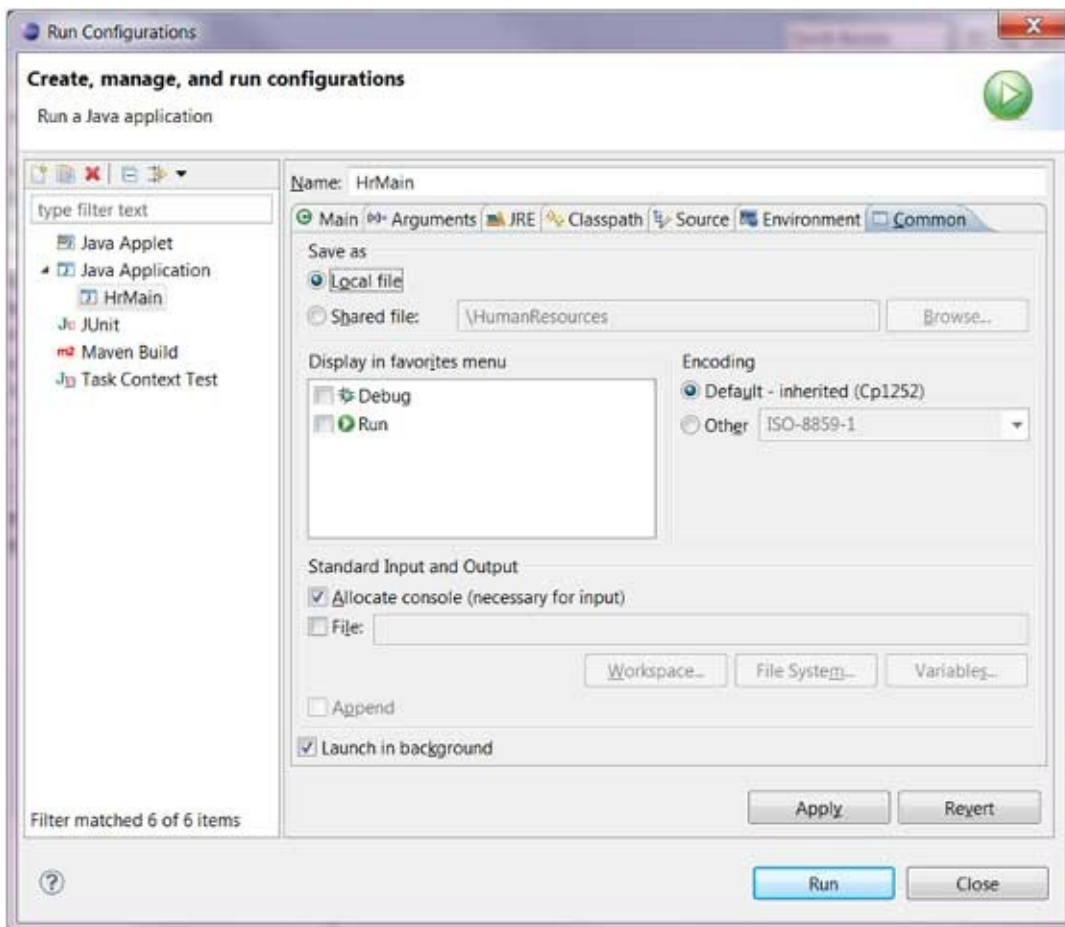 Run Configurations
Create, manage, and run configurations
Run a Java application
type filter text
Java Applet
Java Application
HrMain
JUnit
Maven Build
Task Context Test
Filter matched 6 of 6 items
Name: HrMain
Main Arguments JRE Classpath Source Environment Common
Save as
Local file
Shared file: \HumanResources Browse...
Display in favorites menu
Debug
Run
Encoding
Default - inherited (Cp1252)
Other ISO-8859-1
Standard Input and Output
Allocate console (necessary for input)
File:
Workspace... File System... Variables...
Append
Launch in background
Apply Revert
Run Close